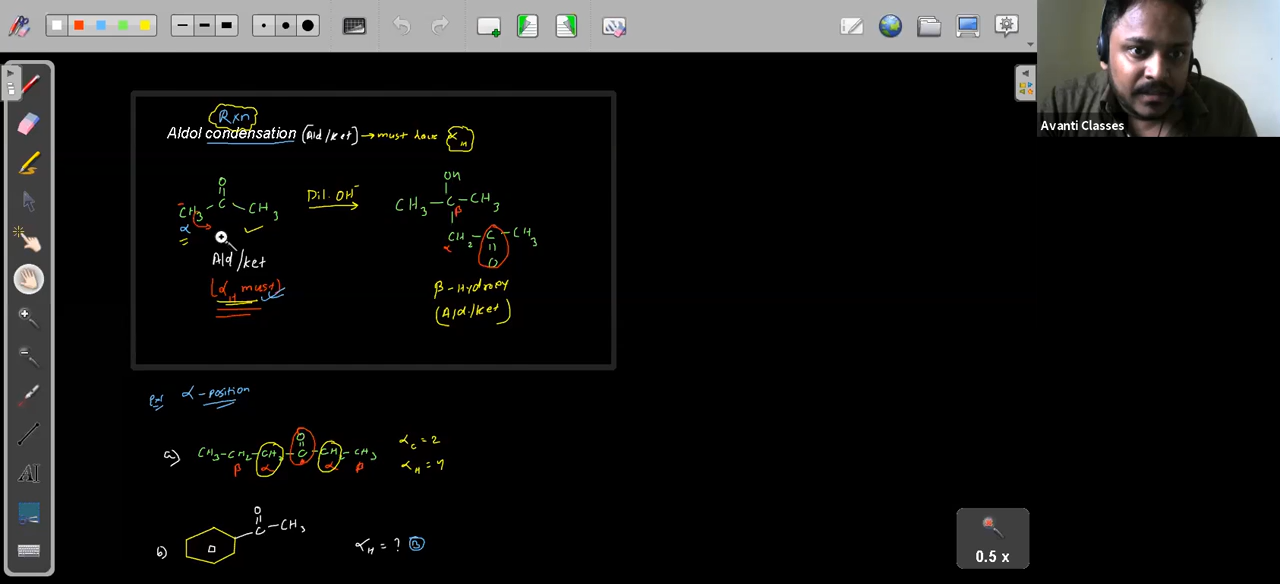 Rxn
Aldol condensation [Ald/ket] → must have αH
O
CH3 - C - CH3
α
Dil. OH⁻
Ald/ket
(αH must)
OH
CH3 - C - CH3
β
CH2 - C - CH3
α
O
β-Hydroxy
(Ald./ket)
α-position
O
a) CH3-CH2-CH2-C-CH2-CH3
β α α β
αC = 2
αH = 4
O
C - CH3
b)
αH = ? ③
Avanti Classes
0.5 x